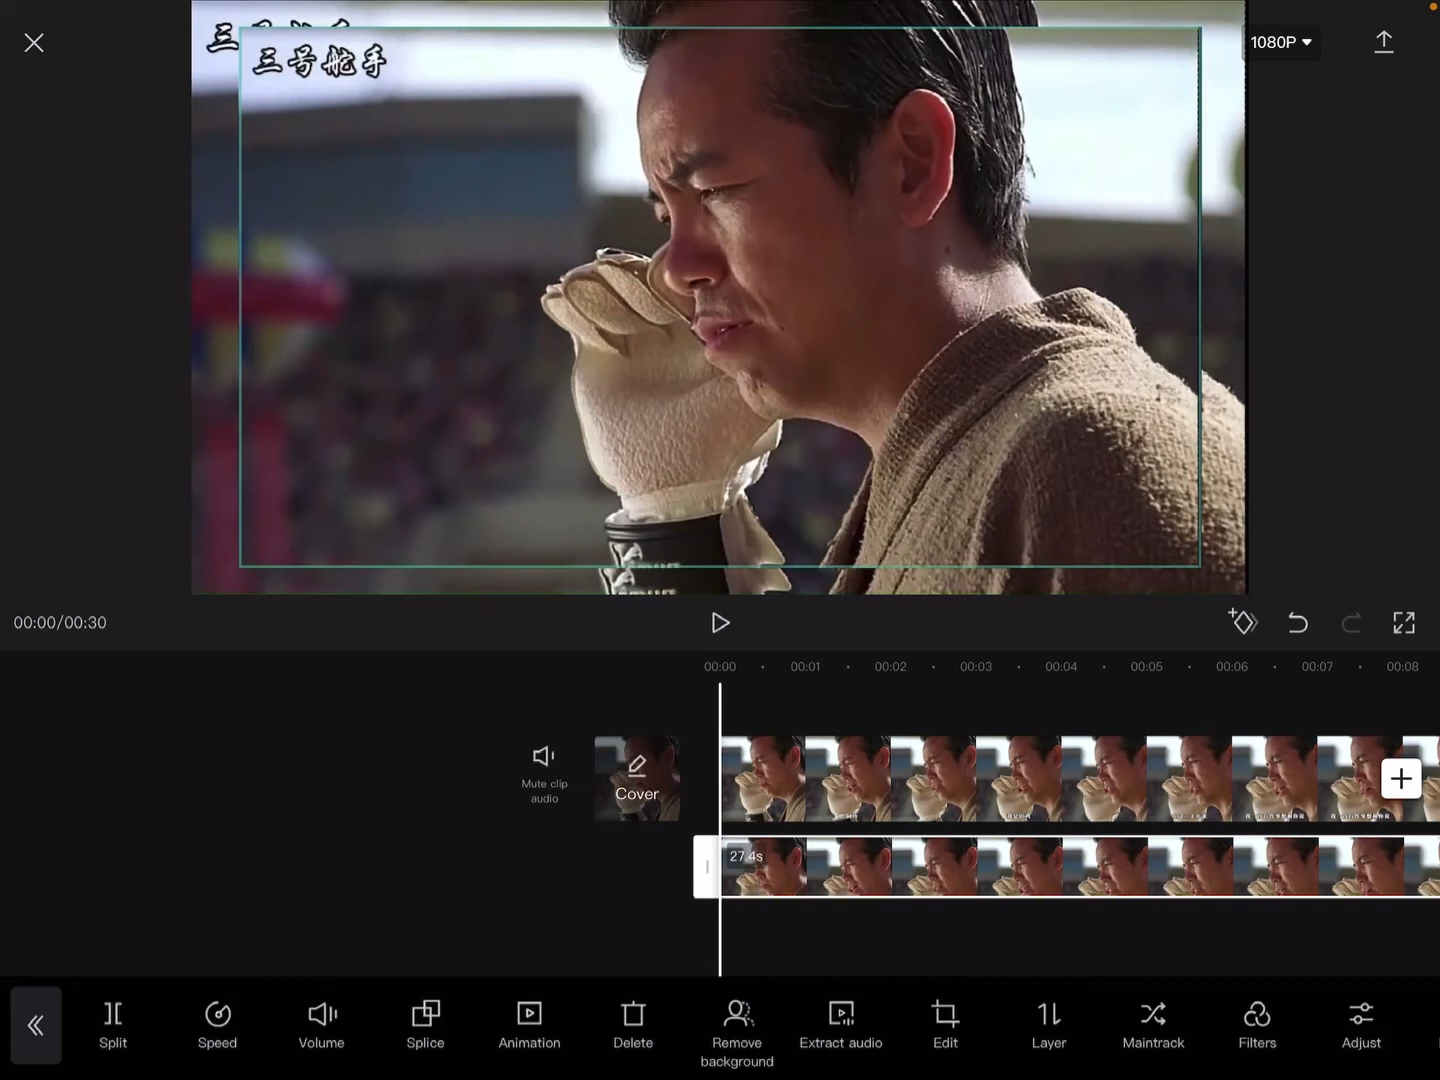 三号舵手
1080P
00:00/00:30
00:00 00:01 00:02 00:03 00:04 00:05 00:06 00:07 00:08
Mute clip
audio
Cover
27.4s
Split
Speed
Volume
Splice
Animation
Delete
Remove
background
Extract audio
Edit
Layer
Maintrack
Filters
Adjust